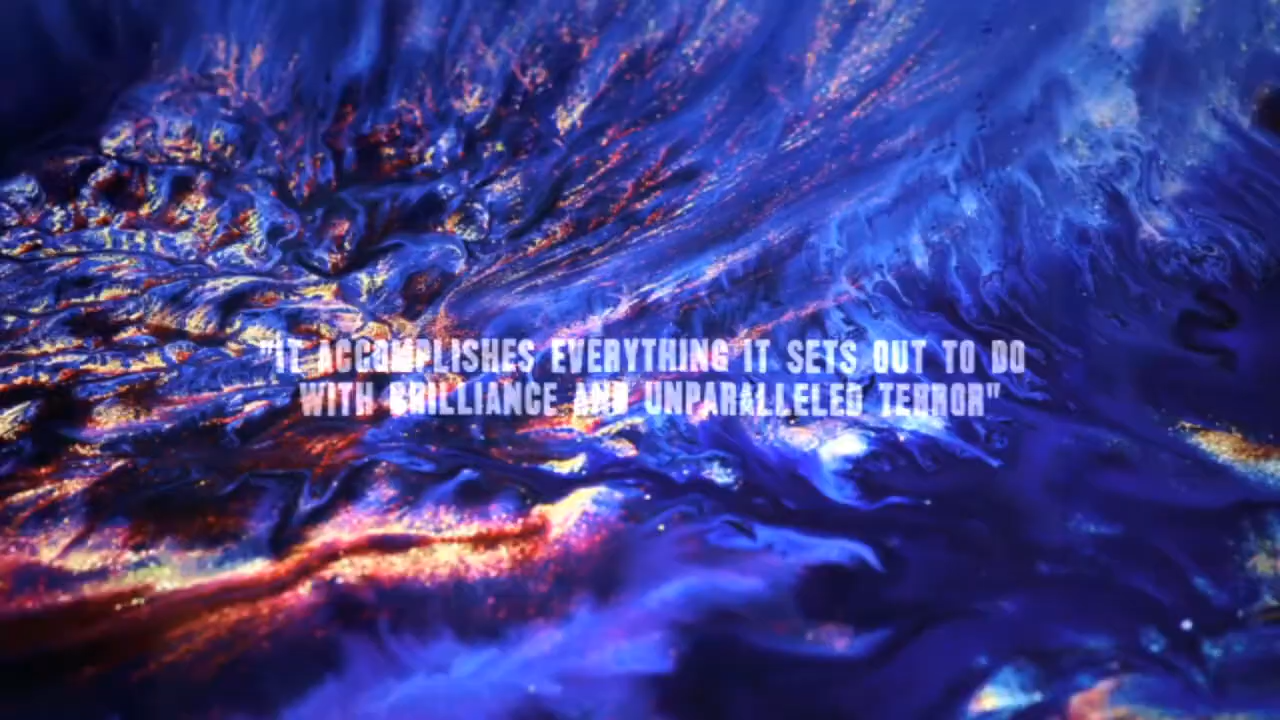 "IT ACCOMPLISHES EVERYTHING IT SETS OUT TO DO
WITH BRILLIANCE AND UNPARALLELED TERROR"